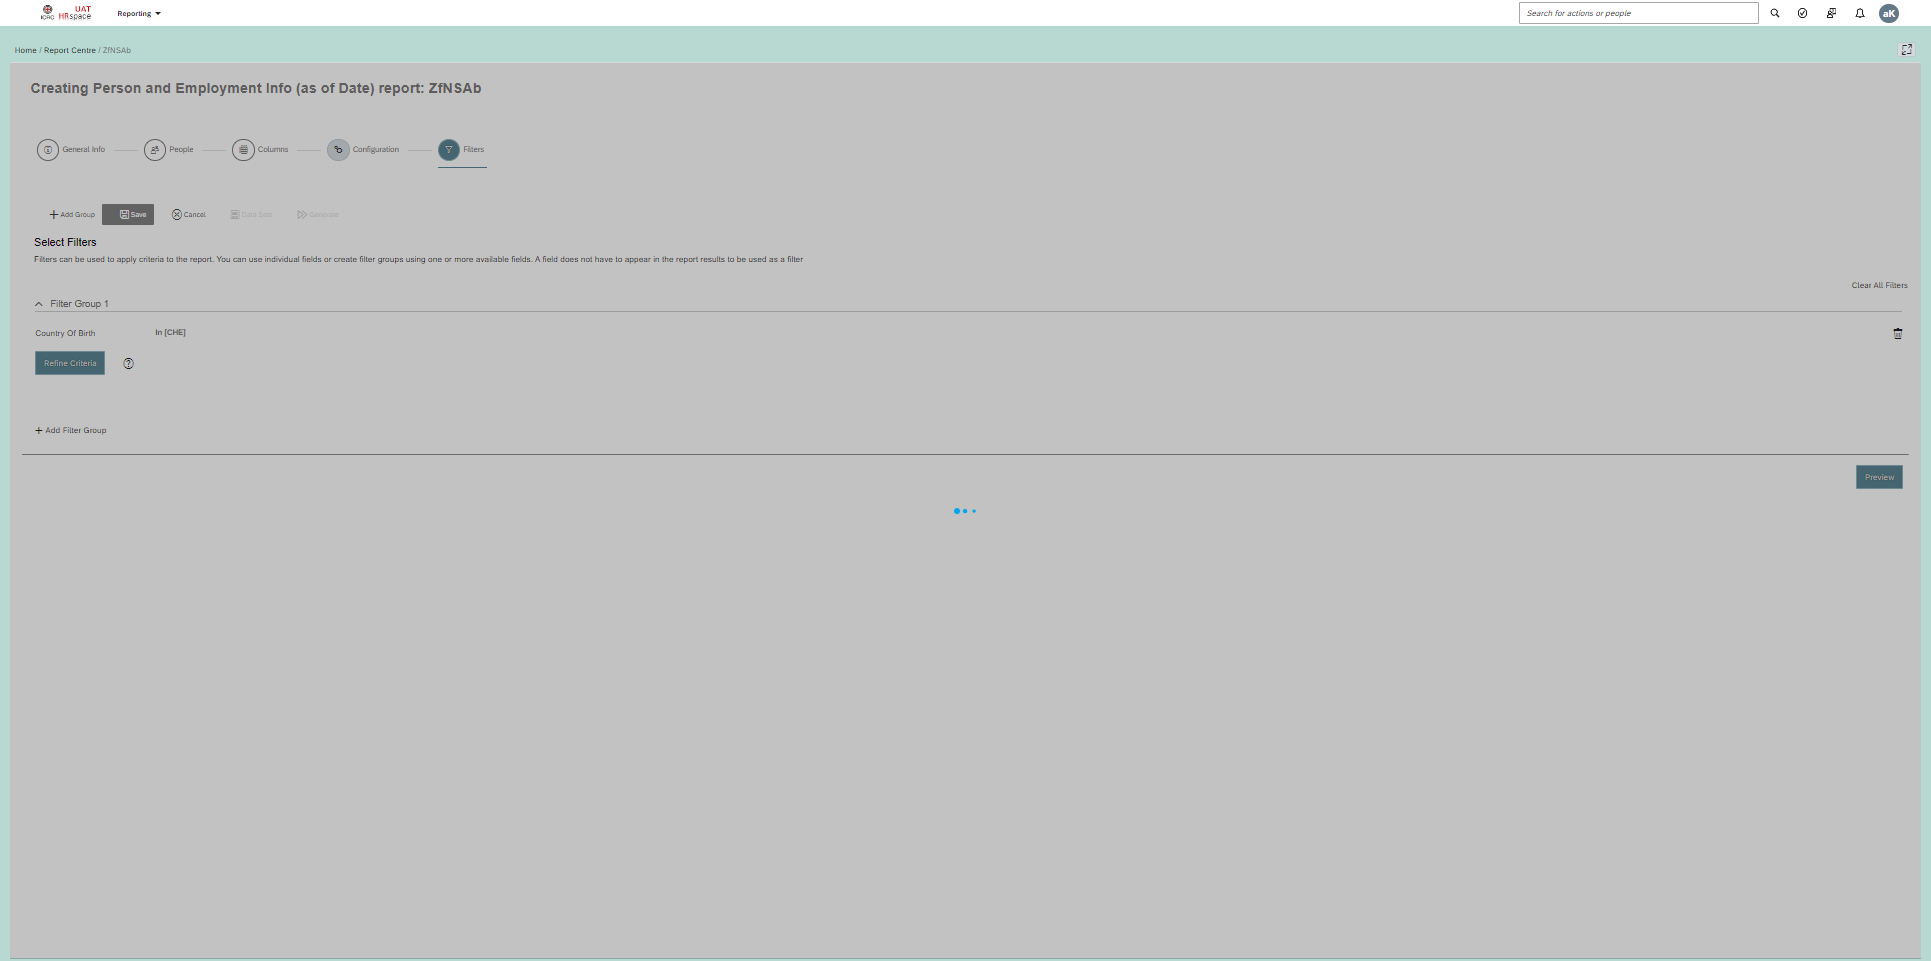 UAT
ICRC HRspace
Reporting
Search for actions or people
aK
Home / Report Centre / ZfNSAb
Creating Person and Employment Info (as of Date) report: ZfNSAb
General Info
People
Columns
Configuration
Filters
Add Group
Save
Cancel
Data Sets
Generate
Select Filters
Filters can be used to apply criteria to the report. You can use individual fields or create filter groups using one or more available fields. A field does not have to appear in the report results to be used as a filter
Clear All Filters
Filter Group 1
Country Of Birth In [CHE]
Refine Criteria
Add Filter Group
Preview